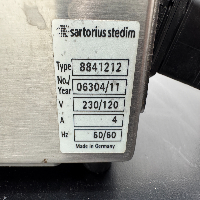 sartorius stedim
Type 8841212
No./Year 06304/11
V 230/120
A 4
Hz 50/60
Made in Germany